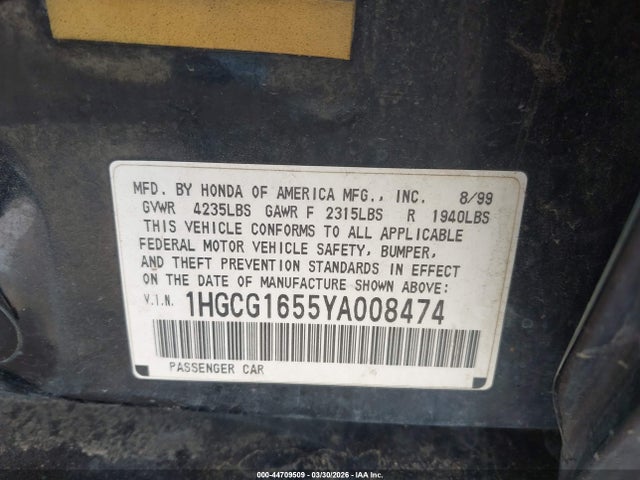 MFD. BY HONDA OF AMERICA MFG., INC. 8/99
GVWR 4235LBS GAWR F 2315LBS R 1940LBS
THIS VEHICLE CONFORMS TO ALL APPLICABLE
FEDERAL MOTOR VEHICLE SAFETY, BUMPER,
AND THEFT PREVENTION STANDARDS IN EFFECT
ON THE DATE OF MANUFACTURE SHOWN ABOVE:
V.I.N. 1HGCG1655YA008474
PASSENGER CAR
000-44709509 - 03/30/2026 - IAA Inc.